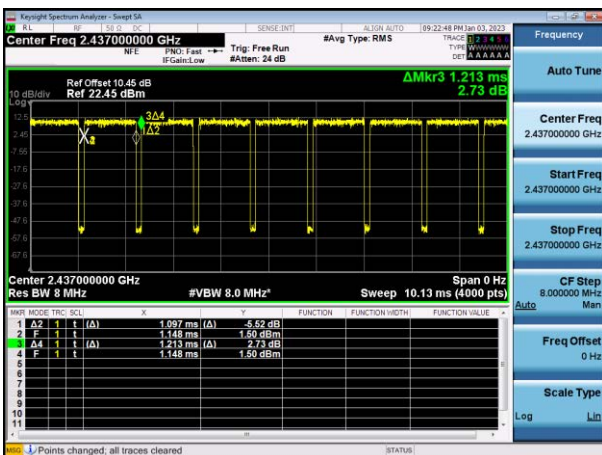 Keysight Spectrum Analyzer - Swept SA
RL RF 50 Ω DC SENSE:INT ALIGN AUTO 09:22:48 PM Jan 03, 2023
Center Freq 2.437000000 GHz
NFE PNO: Fast Trig: Free Run #Avg Type: RMS TRACE 1 2 3 4 5 6
IFGain:Low #Atten: 24 dB TYPE WWWWWW
DET A A A A A A
Ref Offset 10.45 dB
10 dB/div Ref 22.45 dBm
ΔMkr3 1.213 ms
2.73 dB
Log
12.5
2.45
-7.55
-17.6
-27.6
-37.6
-47.6
-57.6
-67.6
3Δ4
1Δ2
Center 2.437000000 GHz Span 0 Hz
Res BW 8 MHz #VBW 8.0 MHz* Sweep 10.13 ms (4000 pts)
MKR MODE TRC SCL X Y FUNCTION FUNCTION WIDTH FUNCTION VALUE
1 Δ2 1 t (Δ) 1.097 ms (Δ) -5.52 dB
2 F 1 t 1.148 ms 1.50 dBm
3 Δ4 1 t (Δ) 1.213 ms (Δ) 2.73 dB
4 F 1 t 1.148 ms 1.50 dBm
5
6
7
8
9
10
11
MSG Points changed; all traces cleared STATUS
Frequency
Auto Tune
Center Freq
2.437000000 GHz
Start Freq
2.437000000 GHz
Stop Freq
2.437000000 GHz
CF Step
8.000000 MHz
Auto Man
Freq Offset
0 Hz
Scale Type
Log Lin